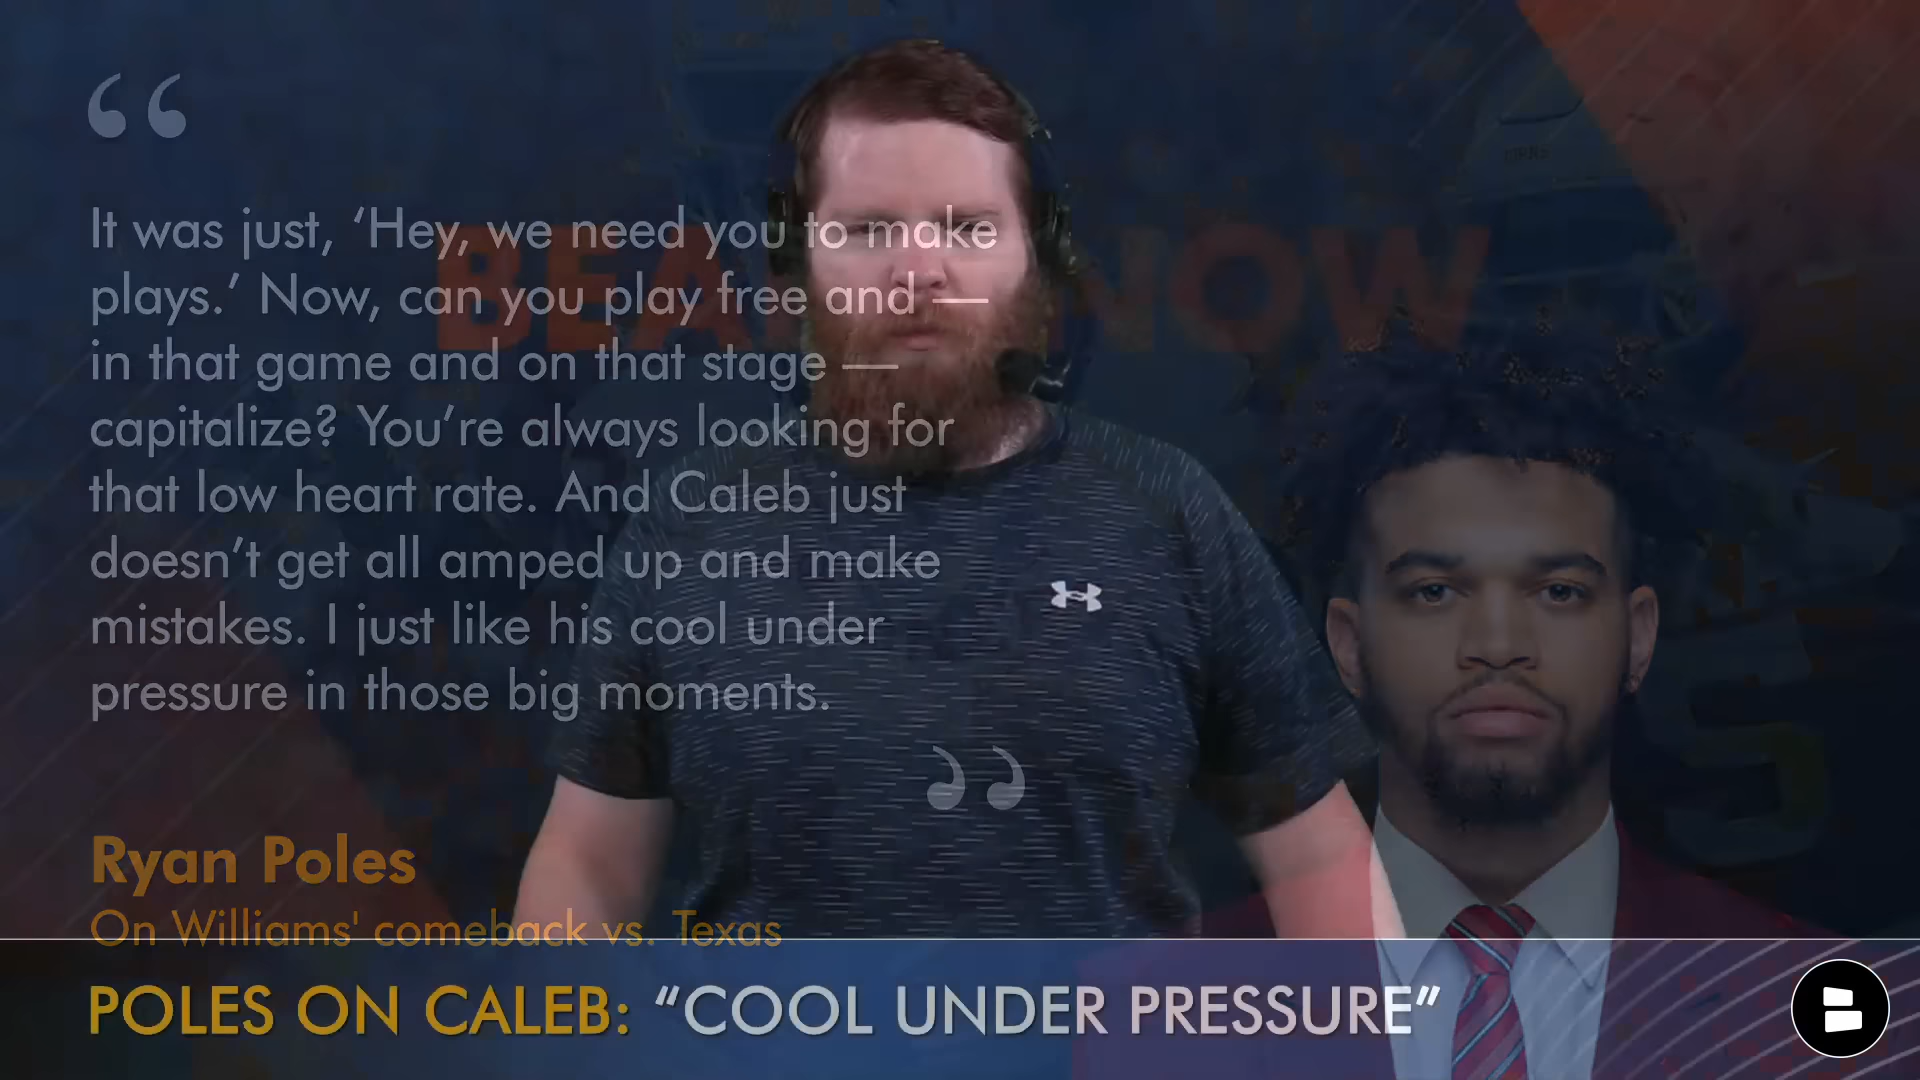 “
It was just, ‘Hey, we need you to make
plays.’ Now, can you play free and —
in that game and on that stage —
capitalize? You’re always looking for
that low heart rate. And Caleb just
doesn’t get all amped up and make
mistakes. I just like his cool under
pressure in those big moments.
”
Ryan Poles
On Williams' comeback vs. Texas
POLES ON CALEB: “COOL UNDER PRESSURE”
NOW